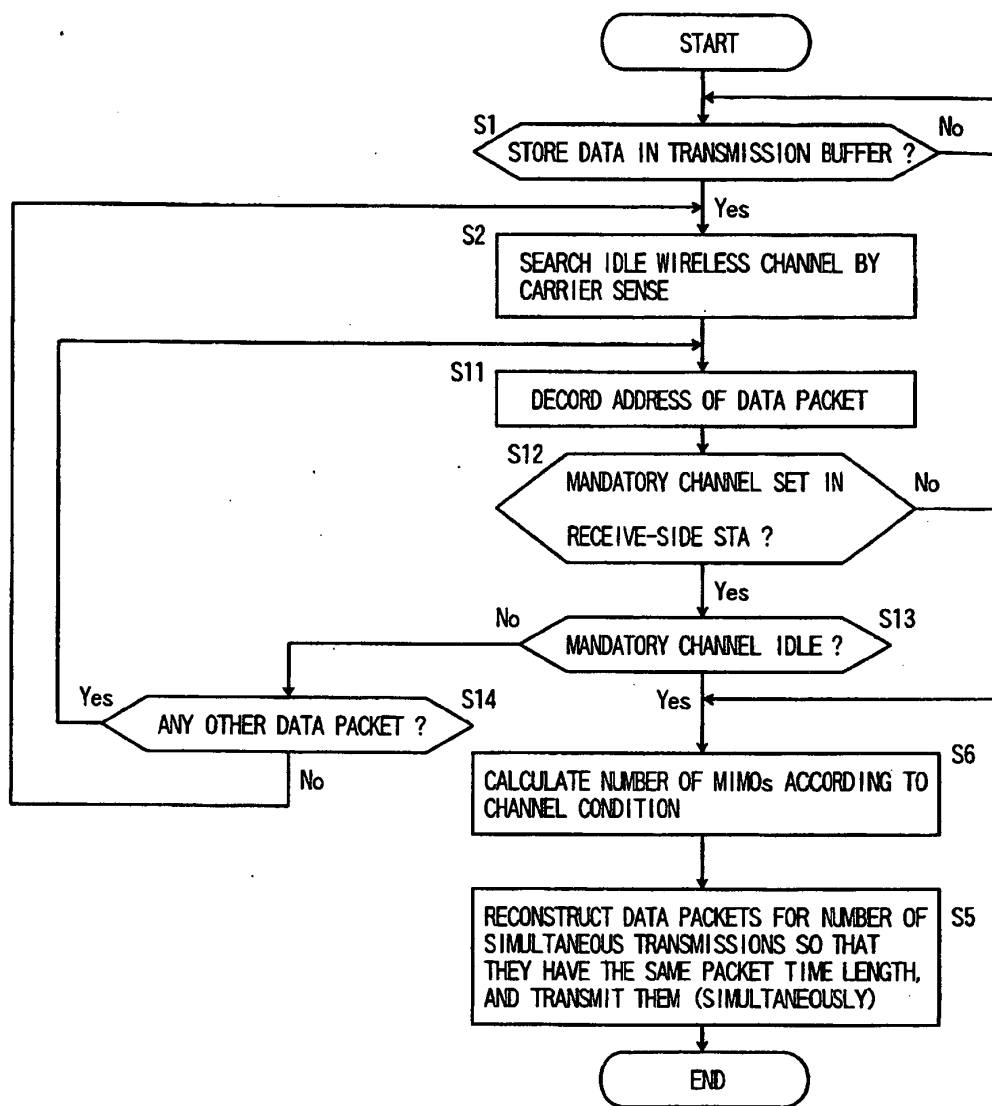 START
S1
No
STORE DATA IN TRANSMISSION BUFFER ?
Yes
S2
SEARCH IDLE WIRELESS CHANNEL BY
CARRIER SENSE
S11
DECORD ADDRESS OF DATA PACKET
S12
MANDATORY CHANNEL SET IN
No
RECEIVE-SIDE STA ?
Yes
No
S13
MANDATORY CHANNEL IDLE ?
Yes
Yes
S14
ANY OTHER DATA PACKET ?
No
S6
CALCULATE NUMBER OF MIMOs ACCORDING TO
CHANNEL CONDITION
RECONSTRUCT DATA PACKETS FOR NUMBER OF
S5
SIMULTANEOUS TRANSMISSIONS SO THAT
THEY HAVE THE SAME PACKET TIME LENGTH,
AND TRANSMIT THEM (SIMULTANEOUSLY)
END